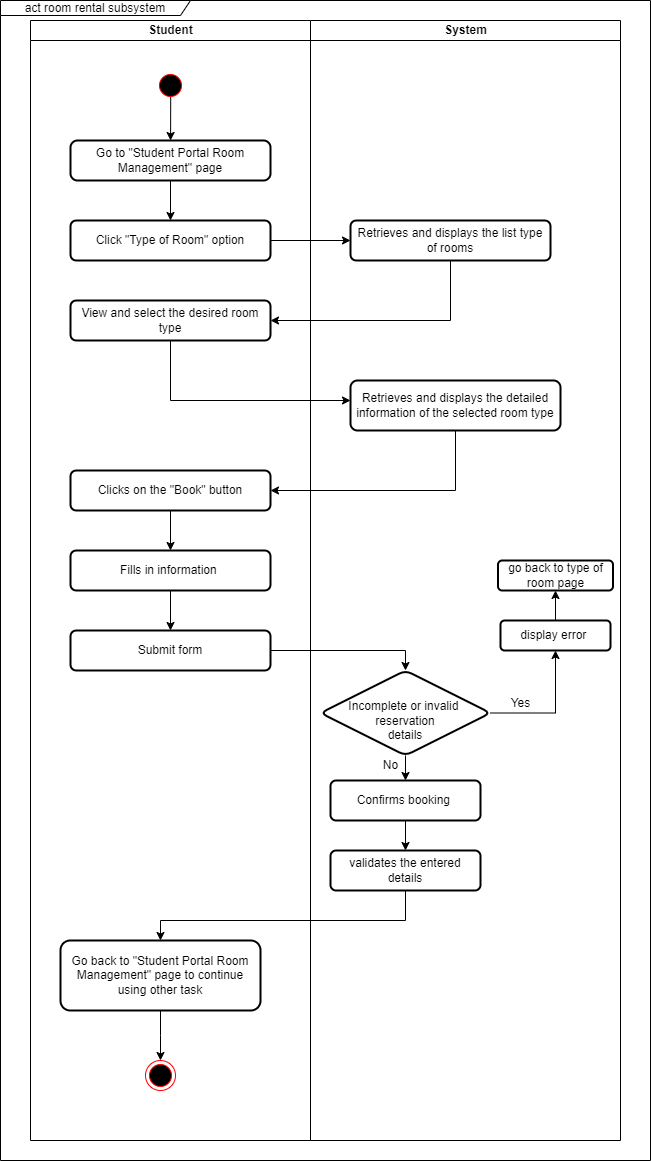 act room rental subsystem
Student
System
Go to "Student Portal Room
Management" page
Click "Type of Room" option
Retrieves and displays the list type
of rooms
View and select the desired room
type
Retrieves and displays the detailed
information of the selected room type
Clicks on the "Book" button
Fills in information
go back to type of
room page
display error
Submit form
Incomplete or invalid
reservation
details
Yes
No
Confirms booking
validates the entered
details
Go back to "Student Portal Room
Management" page to continue
using other task